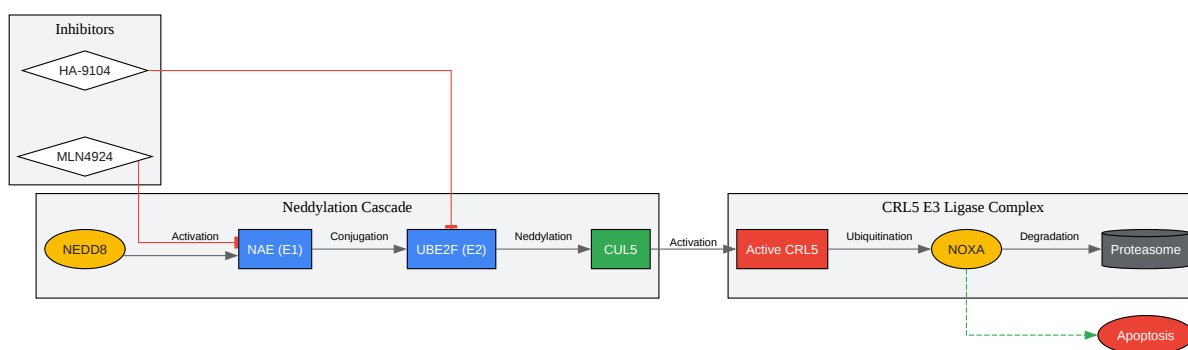 Inhibitors
HA-9104
MLN4924
Neddylation Cascade
NEDD8
Activation
NAE (E1)
Conjugation
UBE2F (E2)
Neddylation
CUL5
Activation
CRL5 E3 Ligase Complex
Active CRL5
Ubiquitination
NOXA
Degradation
Proteasome
Apoptosis